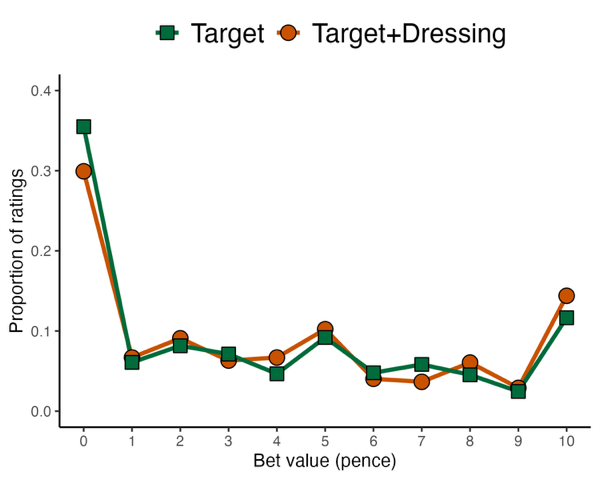 Target Target+Dressing
0.4
0.3
0.2
0.1
0.0
Proportion of ratings
0 1 2 3 4 5 6 7 8 9 10
Bet value (pence)